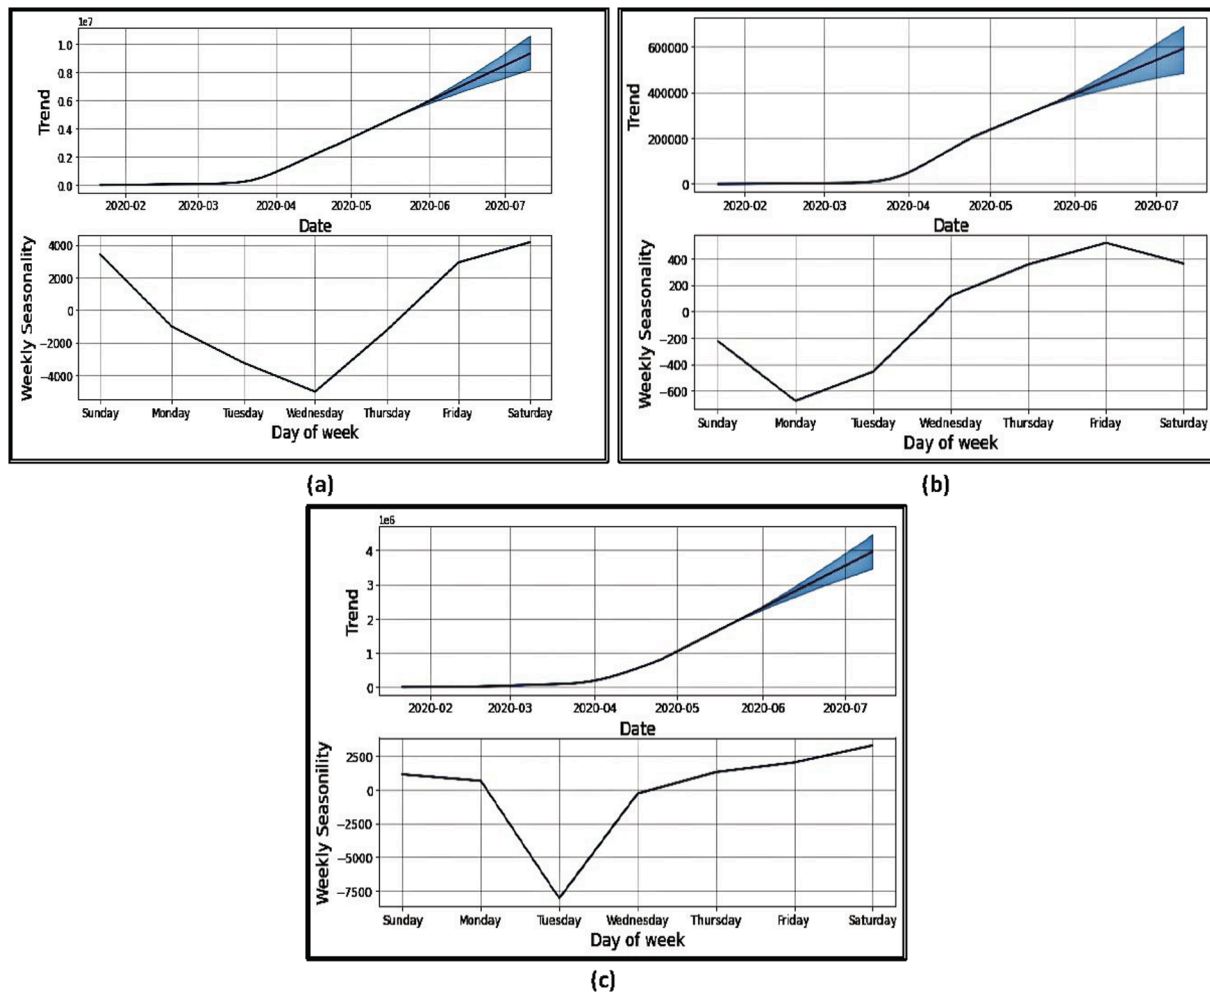 1e7
1.0
0.8
0.6
0.4
0.2
0.0
Trend
2020-02 2020-03 2020-04 2020-05 2020-06 2020-07
Date
4000
2000
0
−2000
−4000
Weekly Seasonality
Sunday Monday Tuesday Wednesday Thursday Friday Saturday
Day of week
(a)
600000
400000
200000
0
Trend
2020-02 2020-03 2020-04 2020-05 2020-06 2020-07
Date
400
200
0
−200
−400
−600
Weekly Seasonality
Sunday Monday Tuesday Wednesday Thursday Friday Saturday
Day of week
(b)
1e6
4
3
2
1
0
Trend
2020-02 2020-03 2020-04 2020-05 2020-06 2020-07
Date
2500
0
−2500
−5000
−7500
Weekly Seasonility
Sunday Monday Tuesday Wednesday Thursday Friday Saturday
Day of week
(c)